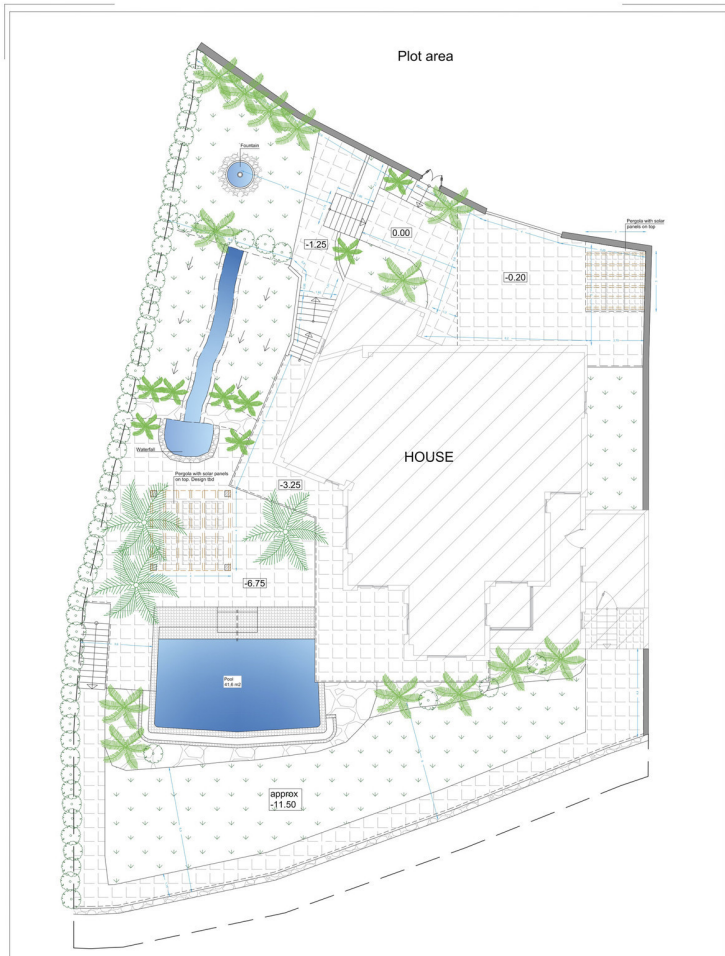 Plot area
Fountain
Pergola with solar
panels on top
0.00
-1.25
-0.20
HOUSE
Waterfall
Pergola with solar panels
on top. Design tbd
-3.25
-6.75
Pool
41,6 m2
approx
-11.50